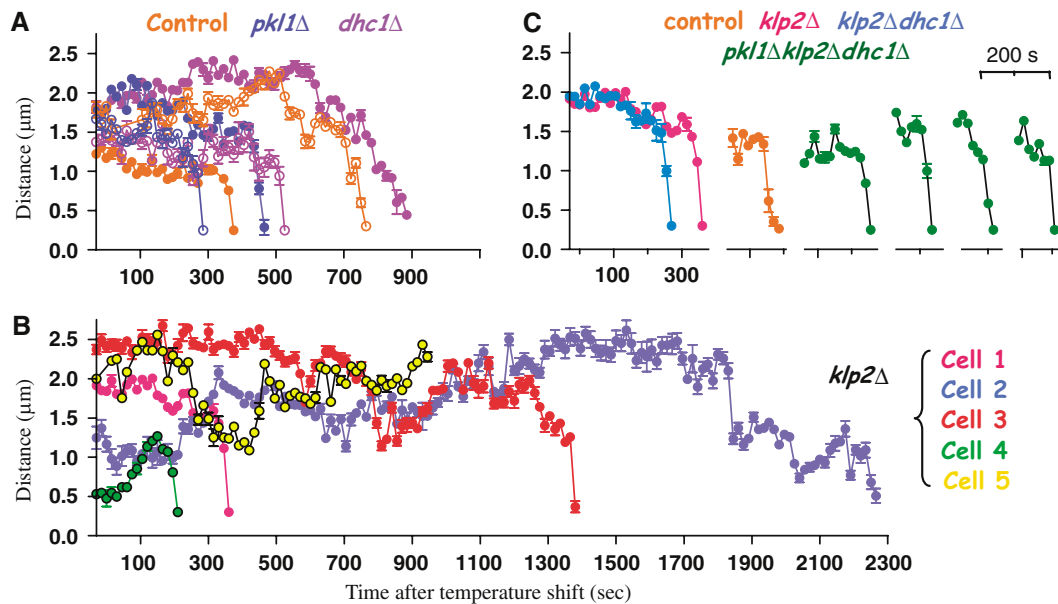 A
Control pkl1Δ dhc1Δ
Distance (µm)
2.5
2.0
1.5
1.0
0.5
0.0
100 300 500 700 900
C
control klp2Δ klp2Δdhc1Δ
pkl1Δklp2Δdhc1Δ
200 s
Distance (µm)
2.5
2.0
1.5
1.0
0.5
0.0
100 300
B
klp2Δ
Distance (µm)
2.5
2.0
1.5
1.0
0.5
0.0
100 300 500 700 900 1100 1300 1500 1700 1900 2100 2300
Time after temperature shift (sec)
Cell 1
Cell 2
Cell 3
Cell 4
Cell 5